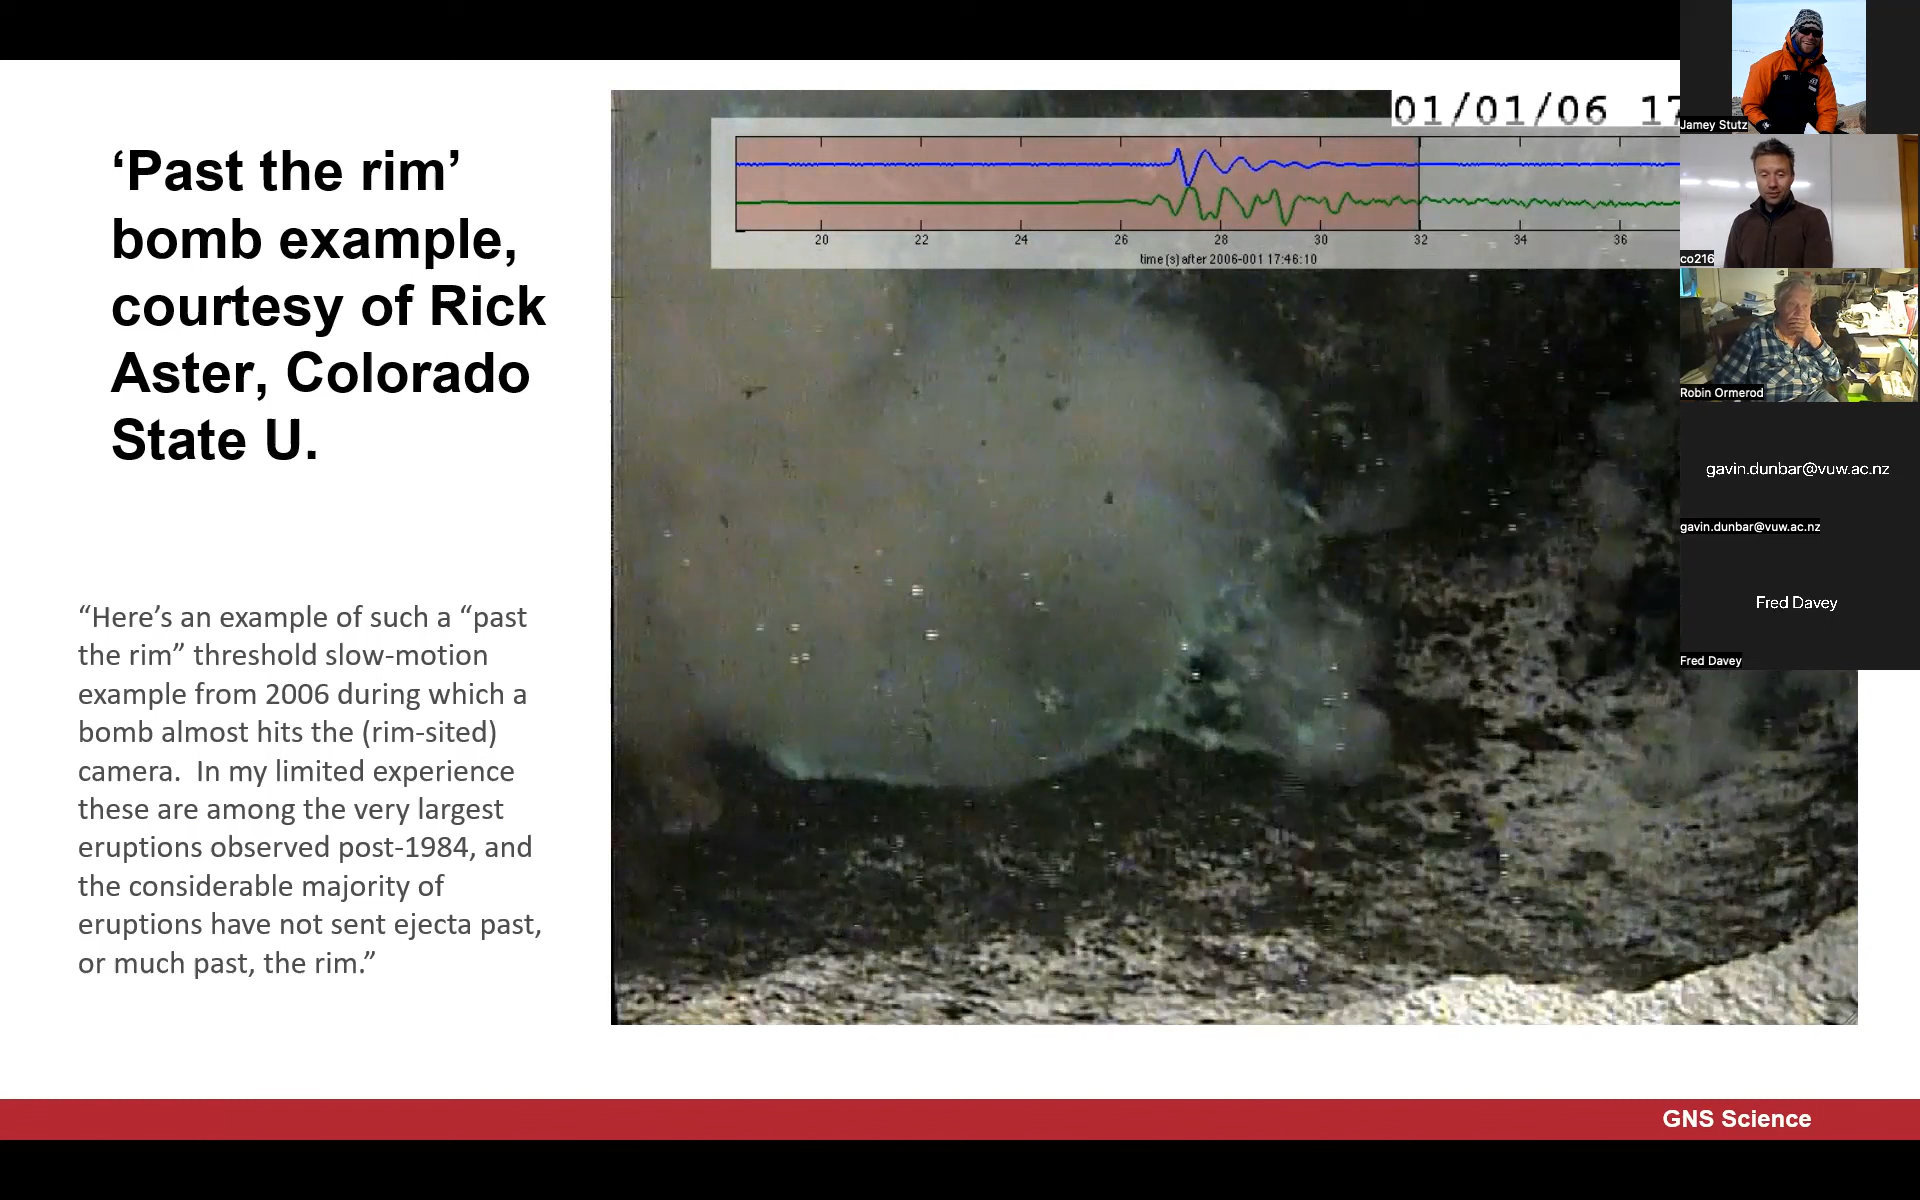 ‘Past the rim’
bomb example,
courtesy of Rick
Aster, Colorado
State U.
“Here’s an example of such a “past
the rim” threshold slow-motion
example from 2006 during which a
bomb almost hits the (rim-sited)
camera.  In my limited experience
these are among the very largest
eruptions observed post-1984, and
the considerable majority of
eruptions have not sent ejecta past,
or much past, the rim.”
01/01/06 17
20 22 24 26 28 30 32 34 36
time (s) after 2006-001 17:46:10
Jamey Stutz
co216
Robin Ormerod
gavin.dunbar@vuw.ac.nz
gavin.dunbar@vuw.ac.nz
Fred Davey
Fred Davey
GNS Science